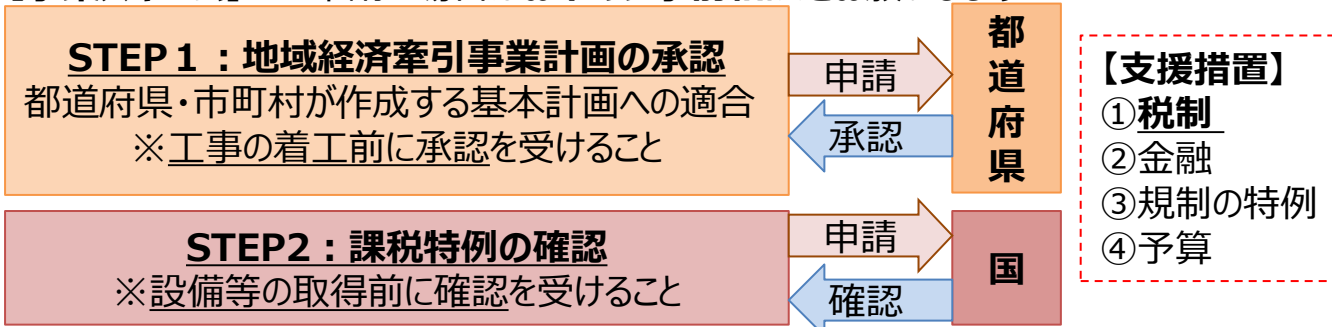 STEP１：地域経済牽引事業計画の承認
都道府県・市町村が作成する基本計画への適合
※工事の着工前に承認を受けること
申請
承認
都道府県
STEP2：課税特例の確認
※設備等の取得前に確認を受けること
申請
確認
国
【支援措置】
①税制
②金融
③規制の特例
④予算